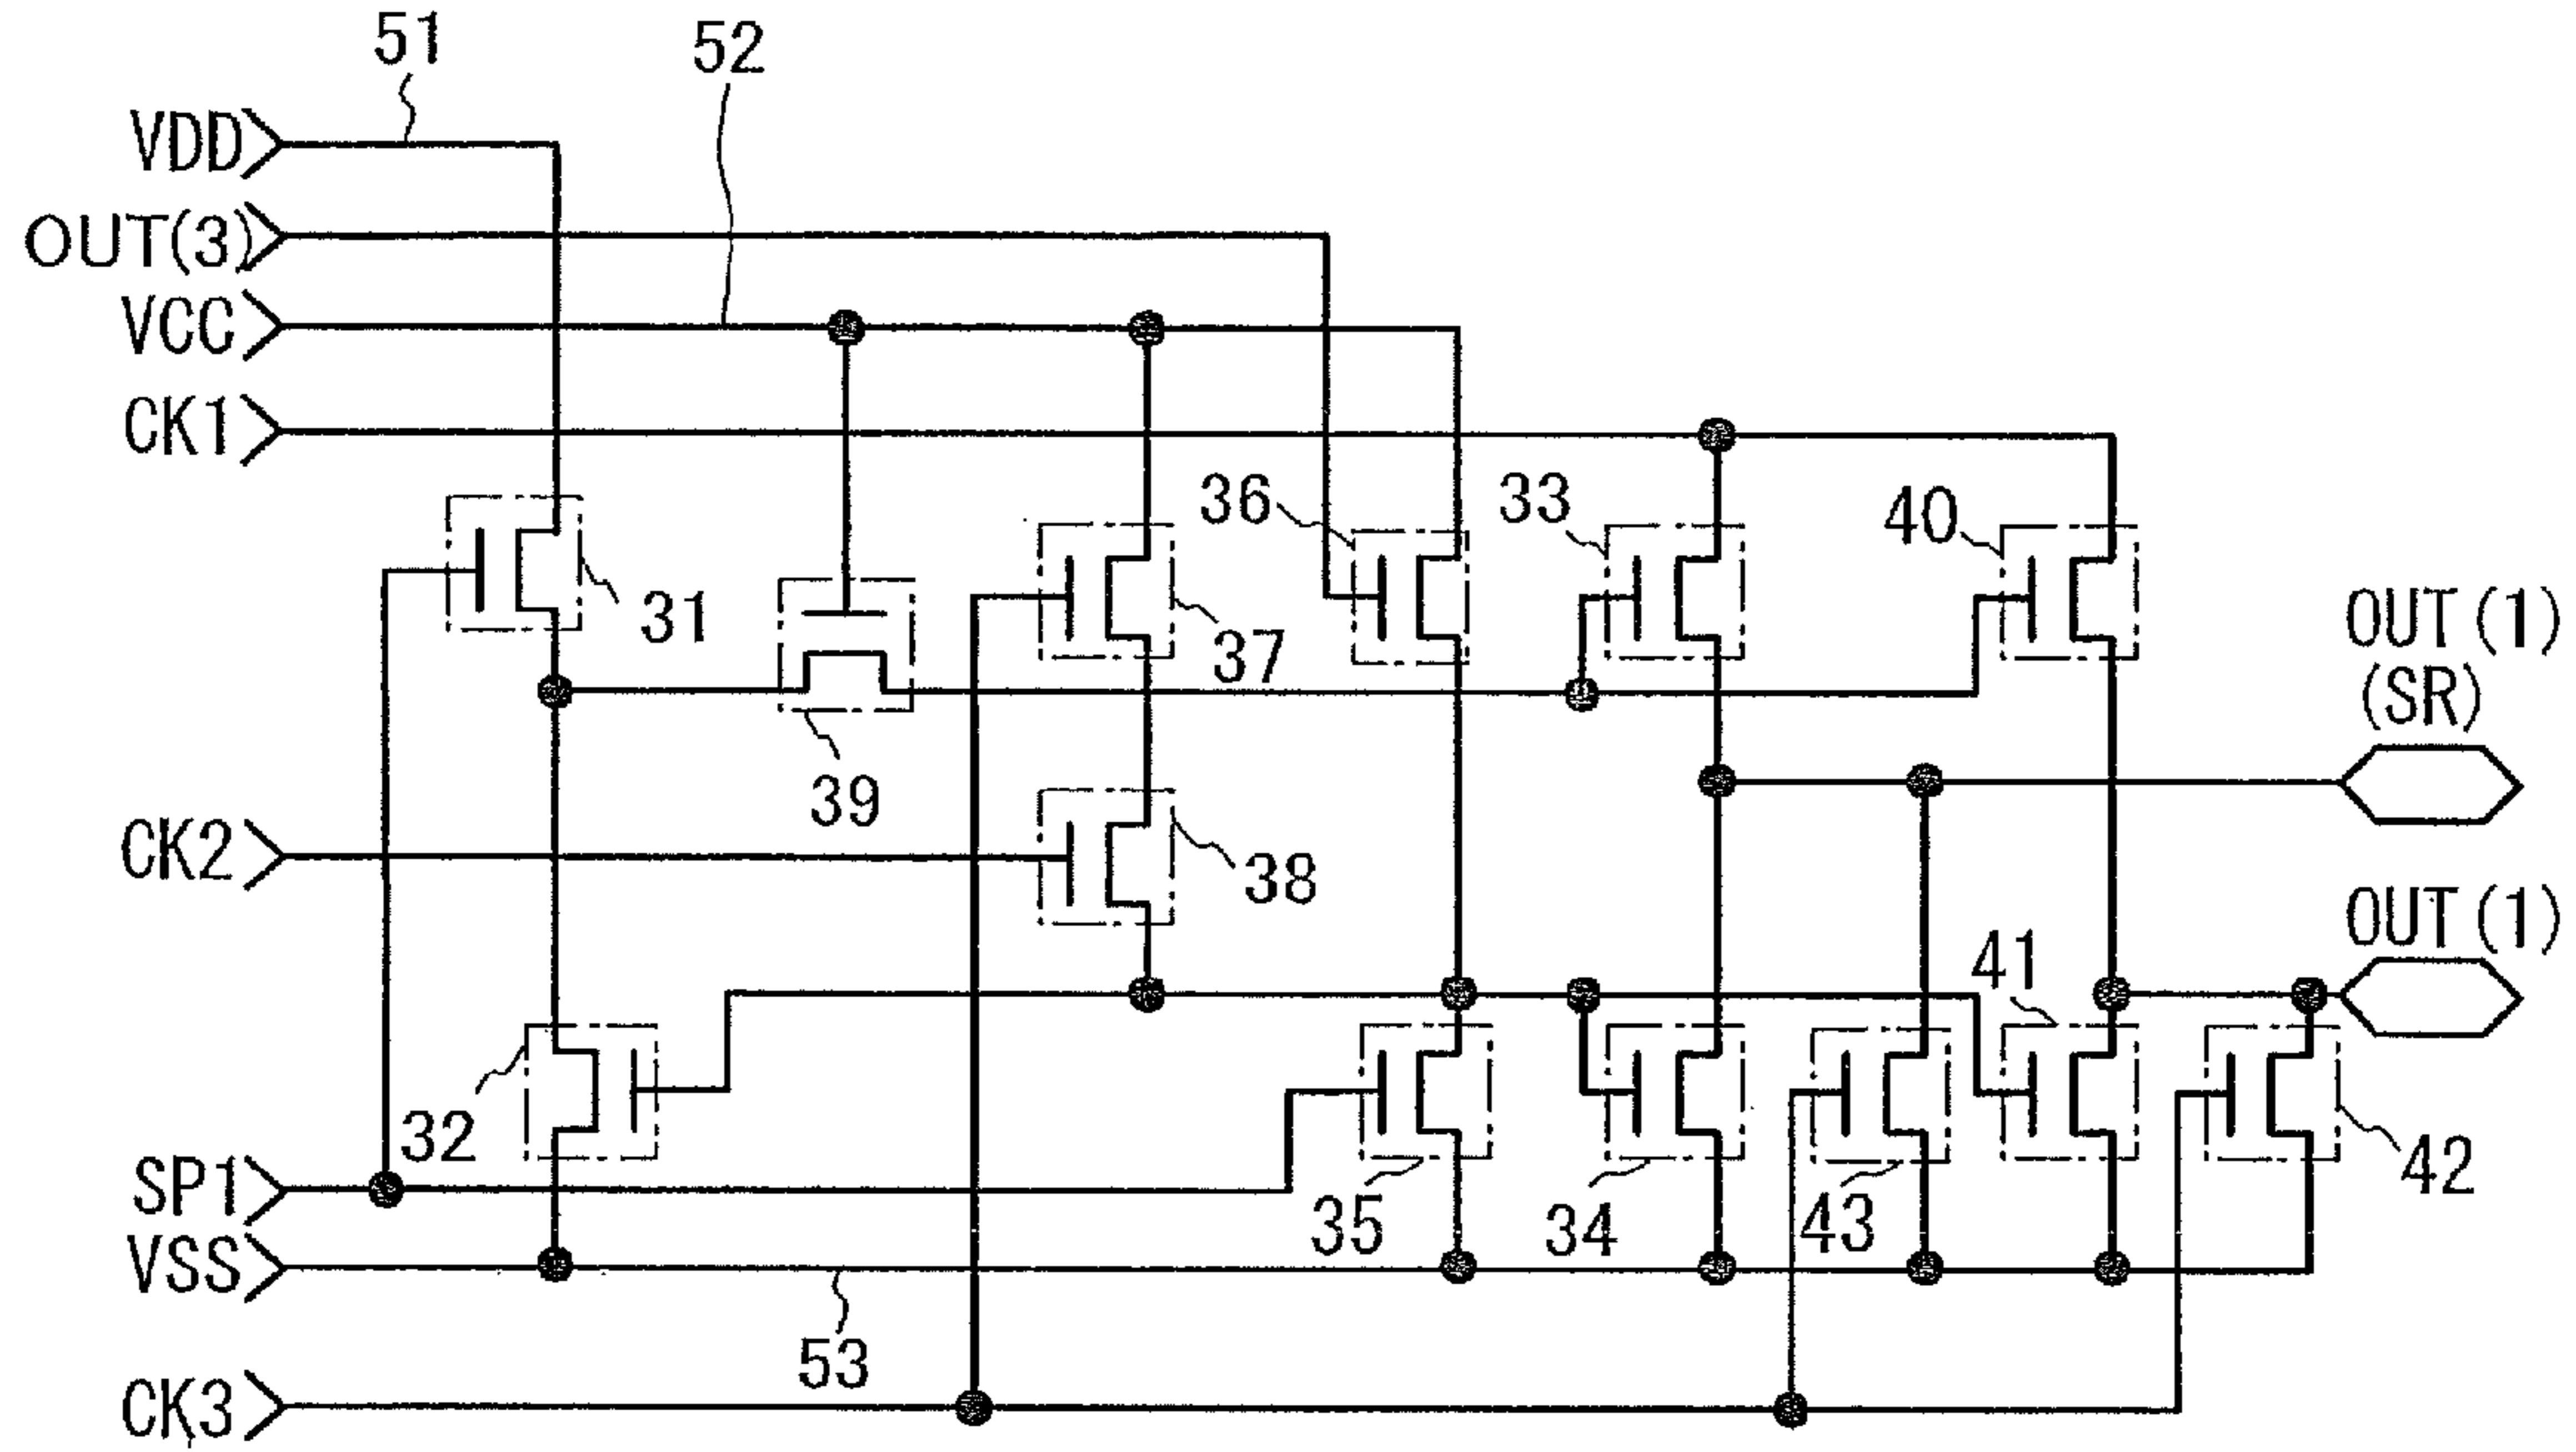 51
52
VDD
OUT(3)
VCC
CK1
36
33
40
31
37
OUT(1)
(SR)
39
CK2
38
OUT(1)
41
32
SP1
35
34
43
42
VSS
53
CK3